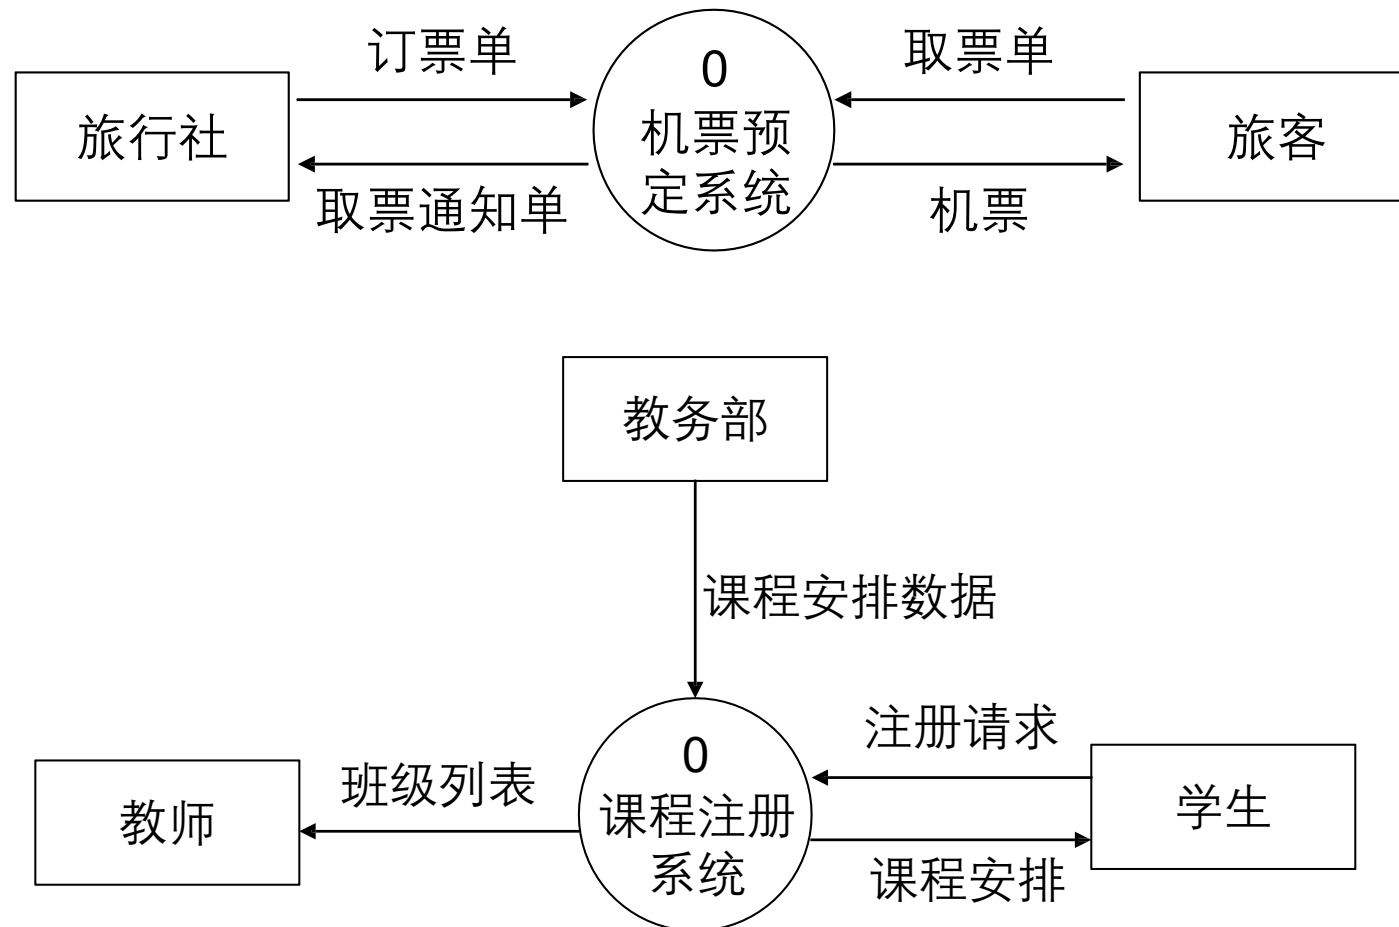 订票单
取票单
0
机票预
定系统
旅行社
旅客
取票通知单
机票
教务部
课程安排数据
注册请求
0
课程注册
系统
班级列表
教师
学生
课程安排